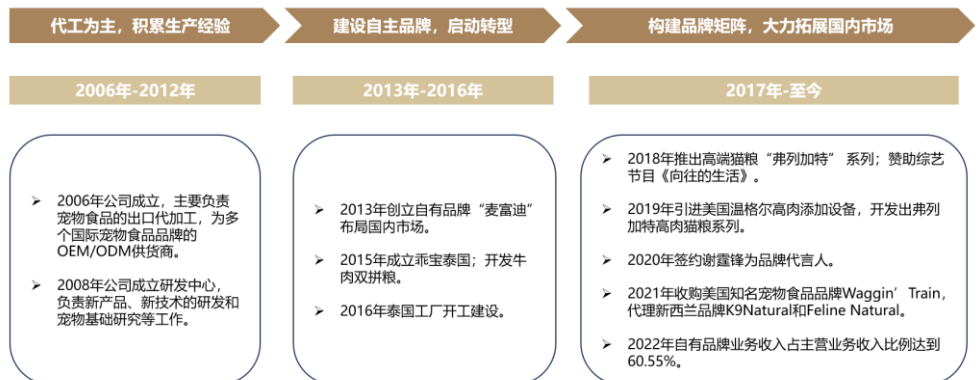 代工为主，积累生产经验
建设自主品牌，启动转型
构建品牌矩阵，大力拓展国内市场
2006年-2012年
2013年-2016年
2017年-至今
➢ 2006年公司成立，主要负责
宠物食品的出口代加工，为多
个国际宠物食品品牌的
OEM/ODM供货商。
➢ 2008年公司成立研发中心，
负责新产品、新技术的研发和
宠物基础研究等工作。
➢ 2013年创立自有品牌“麦富迪”
布局国内市场。
➢ 2015年成立乖宝泰国；开发牛
肉双拼粮。
➢ 2016年泰国工厂开工建设。
➢ 2018年推出高端猫粮“弗列加特” 系列；赞助综艺
节目《向往的生活》。
➢ 2019年引进美国温格尔高肉添加设备，开发出弗列
加特高肉猫粮系列。
➢ 2020年签约谢霆锋为品牌代言人。
➢ 2021年收购美国知名宠物食品品牌Waggin’ Train，
代理新西兰品牌K9Natural和Feline Natural。
➢ 2022年自有品牌业务收入占主营业务收入比例达到
60.55%。